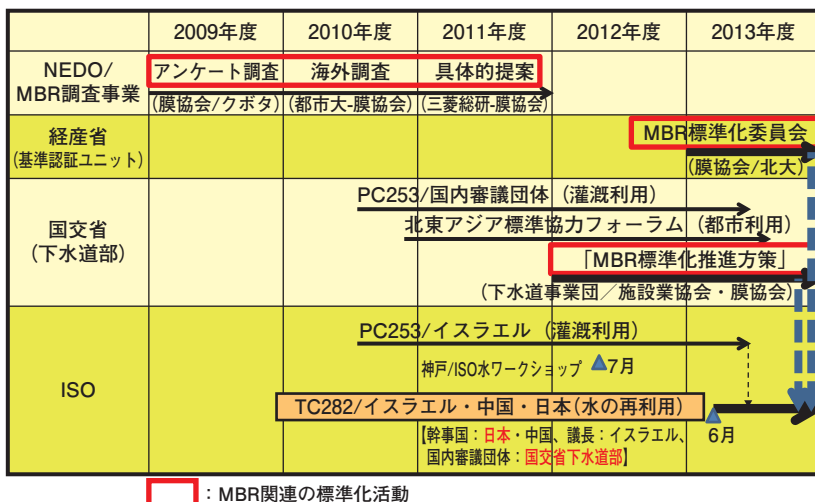 2009年度 2010年度 2011年度 2012年度 2013年度
NEDO/
MBR調査事業
アンケート調査 海外調査 具体的提案
(膜協会/クボタ) (都市大-膜協会) (三菱総研-膜協会)
経産省
(基準認証ユニット)
MBR標準化委員会
(膜協会/北大)
国交省
(下水道部)
PC253/国内審議団体（灌漑利用）
北東アジア標準協力フォーラム（都市利用）
「MBR標準化推進方策」
(下水道事業団／施設業協会・膜協会)
ISO
PC253/イスラエル（灌漑利用）
神戸/ISO水ワークショップ 7月
TC282/イスラエル・中国・日本(水の再利用)
6月
【幹事国：日本・中国、議長：イスラエル、
国内審議団体：国交省下水道部】
：MBR関連の標準化活動